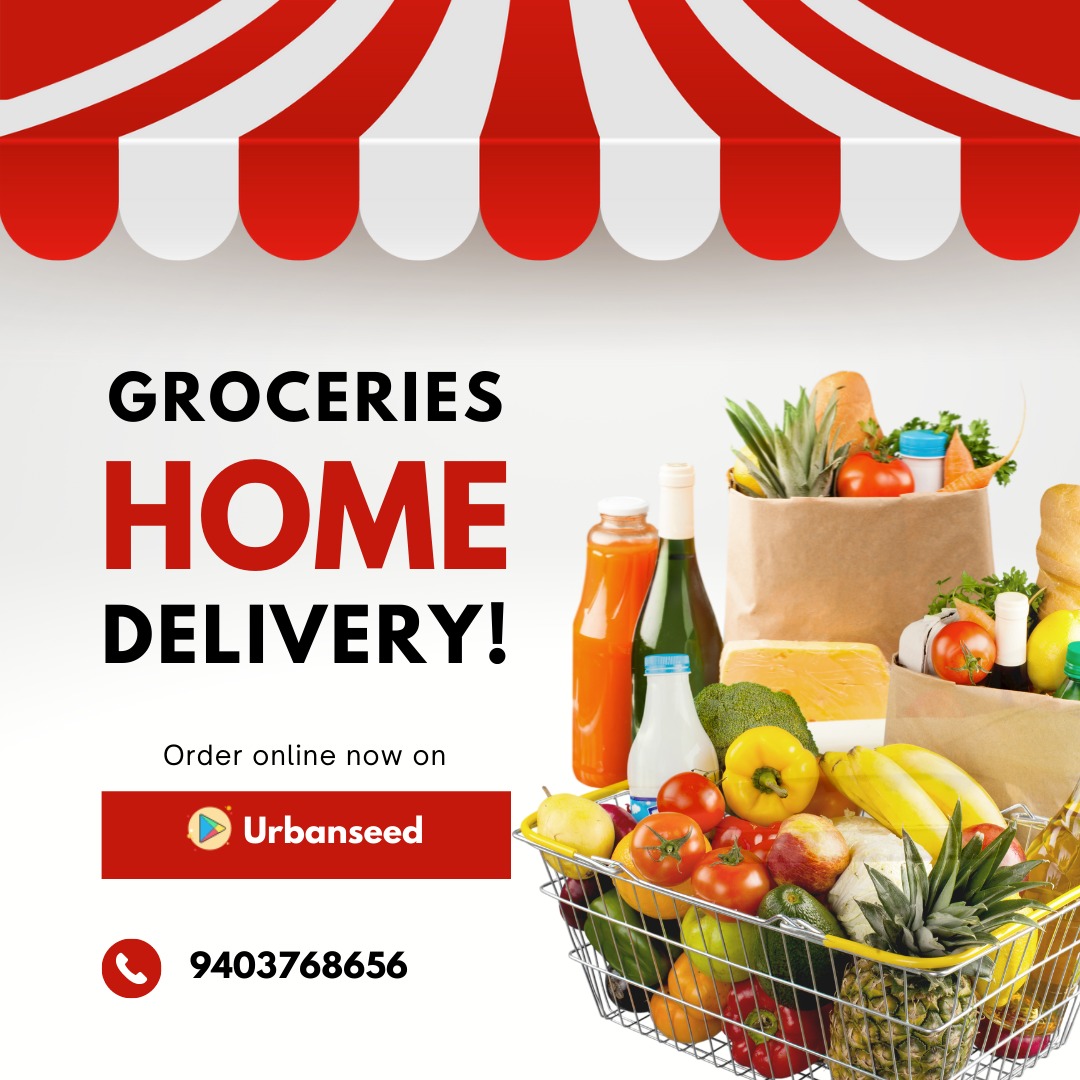 GROCERIES
HOME
DELIVERY!
Order online now on
Urbanseed
9403768656